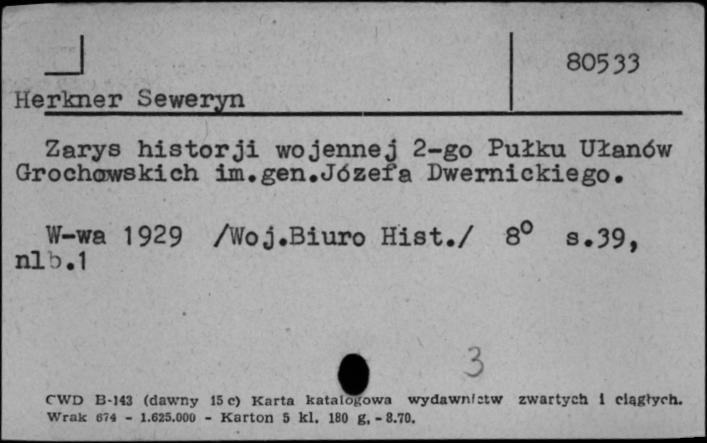 80533
Herkner Seweryn
Zarys historji wojennej 2-go Pułku Ułanów
Grochowskich im.gen.Józefa Dwernickiego.
W-wa 1929 /Woj.Biuro Hist./ 8° s.39,
nlb.1
3
CWD B-143 (dawny 15 c) Karta katalogowa wydawnictw zwartych i ciągłych.
Wrak 674 - 1.625.000 - Karton 5 kl. 180 g, - 8.70.